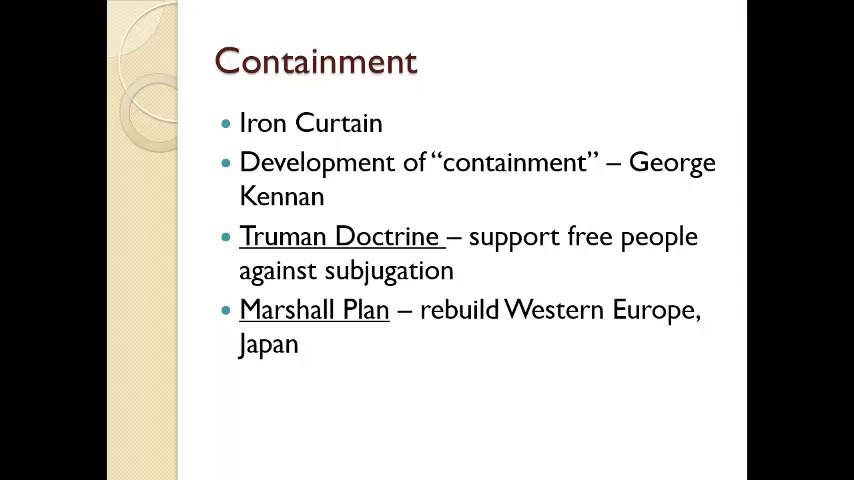 Containment
• Iron Curtain
• Development of “containment” – George
Kennan
• Truman Doctrine – support free people
against subjugation
• Marshall Plan – rebuild Western Europe,
Japan